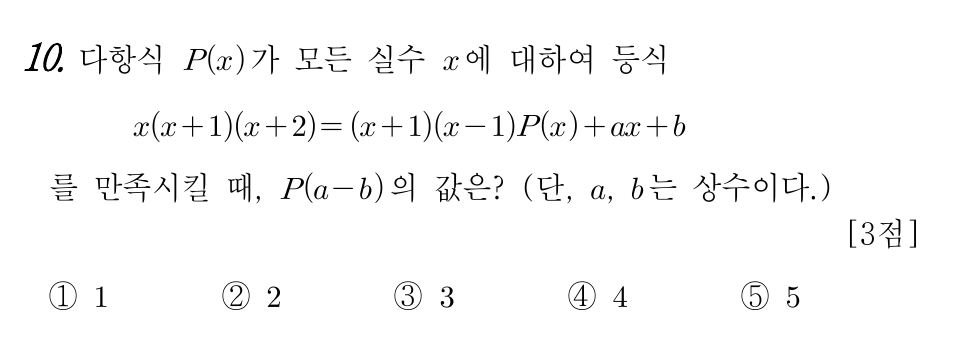 10. 다항식 P(x)가 모든 실수 x에 대하여 등식
x(x+1)(x+2)=(x+1)(x-1)P(x)+ax+b
를 만족시킬 때, P(a-b)의 값은? (단, a, b는 상수이다.)
[3점]
① 1 ② 2 ③ 3 ④ 4 ⑤ 5